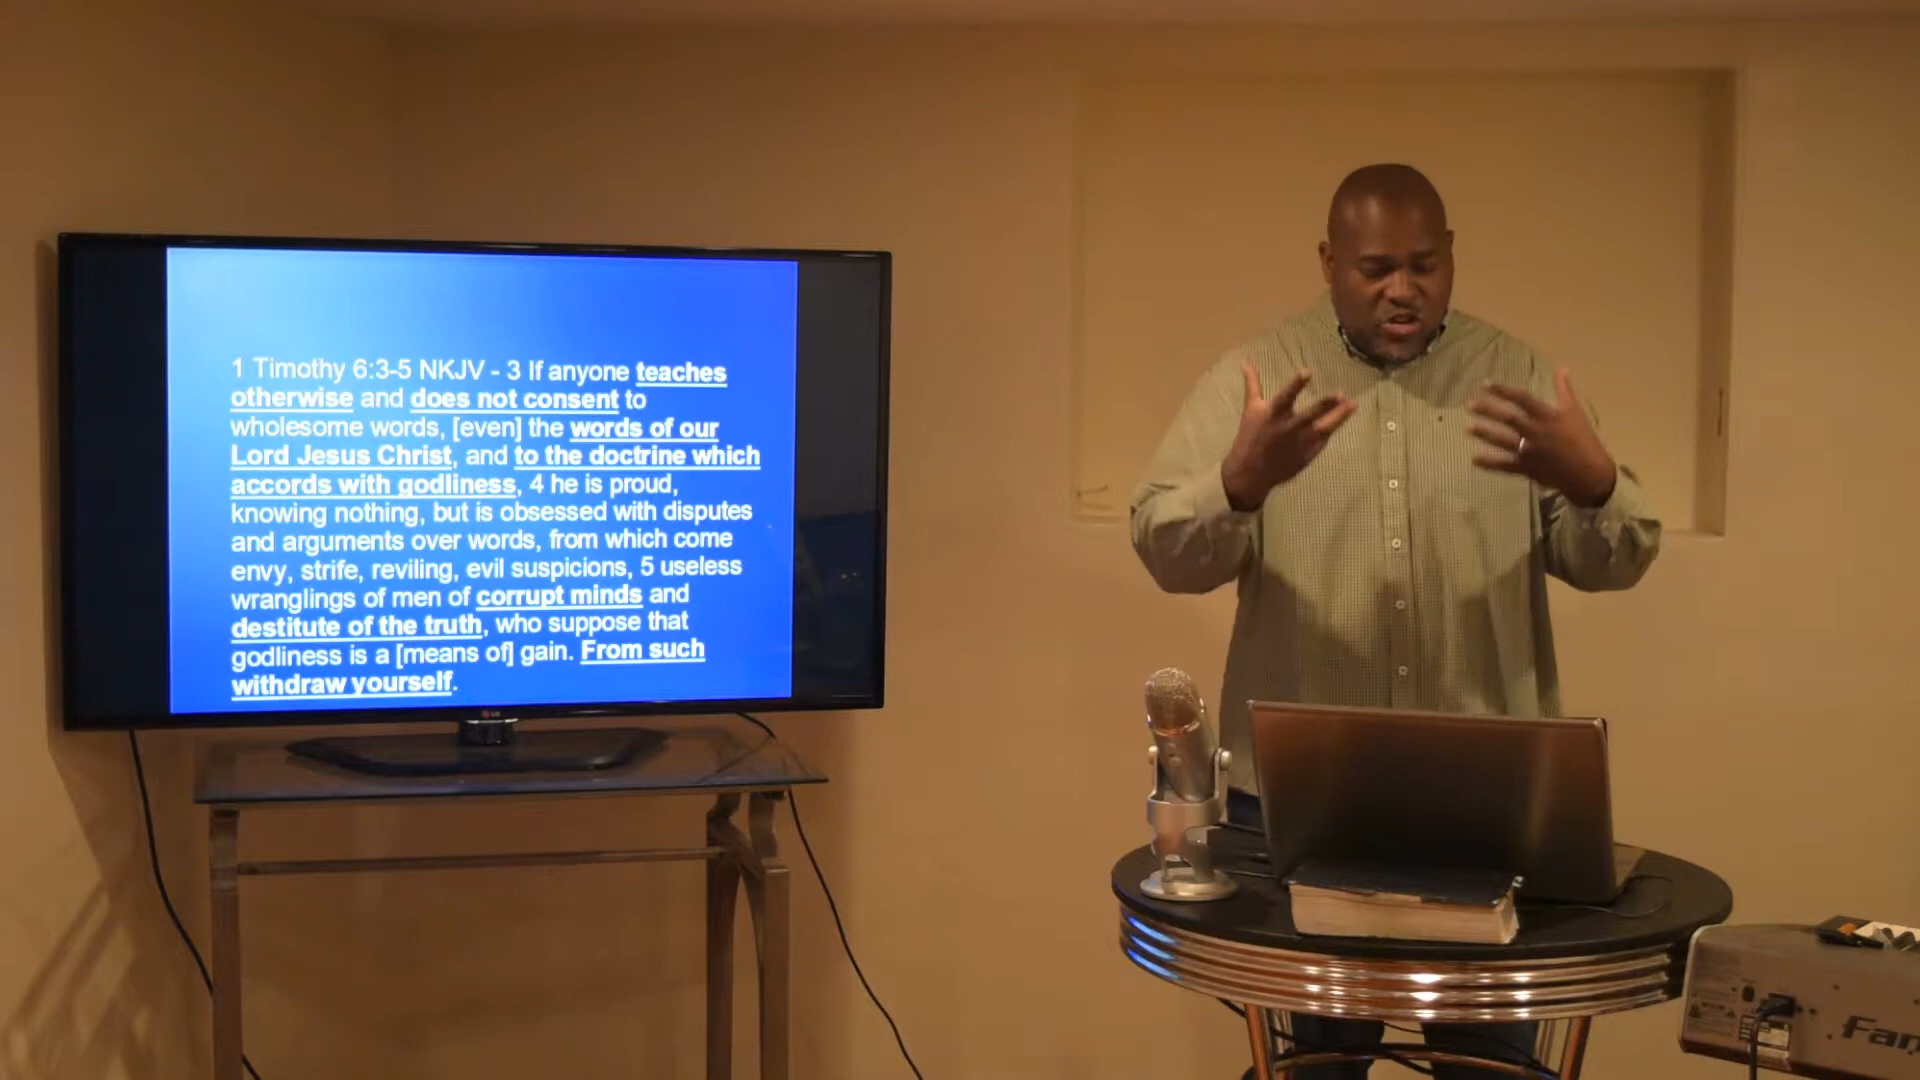 1 Timothy 6:3-5 NKJV - 3 If anyone teaches
otherwise and does not consent to
wholesome words, [even] the words of our
Lord Jesus Christ, and to the doctrine which
accords with godliness, 4 he is proud,
knowing nothing, but is obsessed with disputes
and arguments over words, from which come
envy, strife, reviling, evil suspicions, 5 useless
wranglings of men of corrupt minds and
destitute of the truth, who suppose that
godliness is a [means of] gain. From such
withdraw yourself.
LG
Fan